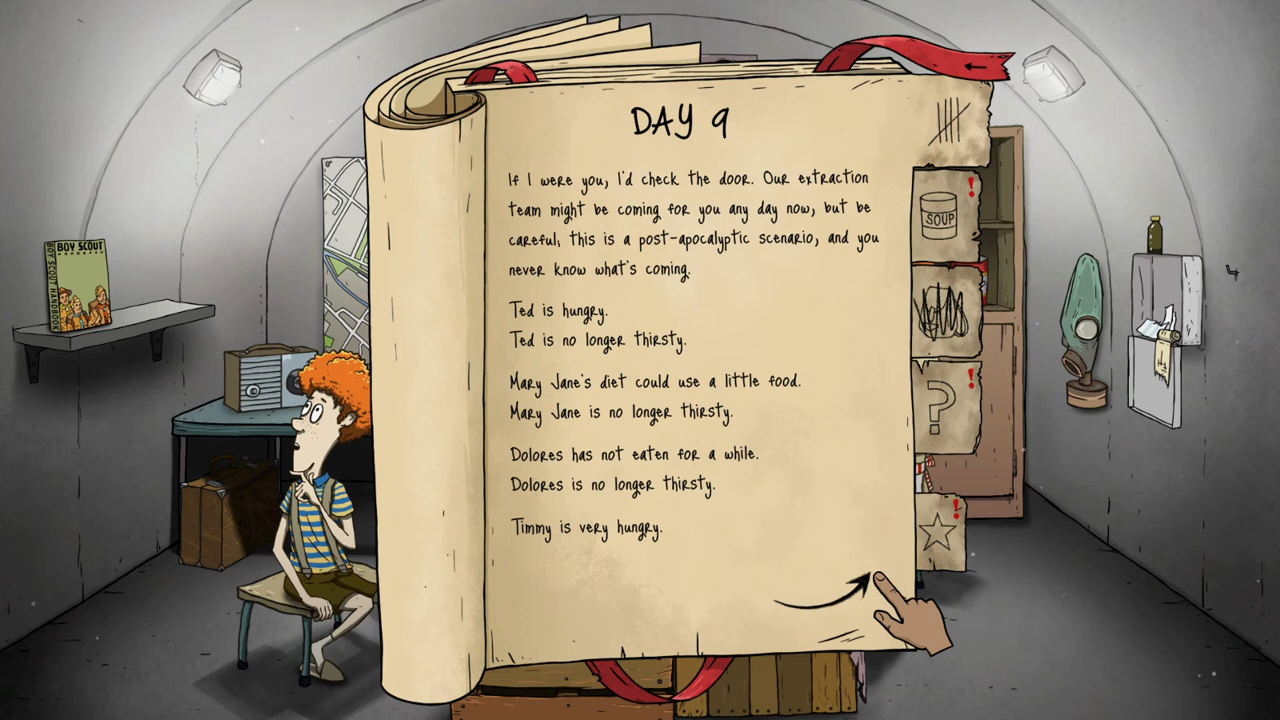 DAY 9
If I were you, I'd check the door. Our extraction
team might be coming for you any day now, but be
careful; this is a post-apocalyptic scenario, and you
never know what's coming.
Ted is hungry.
Ted is no longer thirsty.
Mary Jane's diet could use a little food.
Mary Jane is no longer thirsty.
Dolores has not eaten for a while.
Dolores is no longer thirsty.
Timmy is very hungry.
!
SOUP
!
?
!
BOY SCOUT
HANDBOOK
BOY SCOUT HANDBOOK